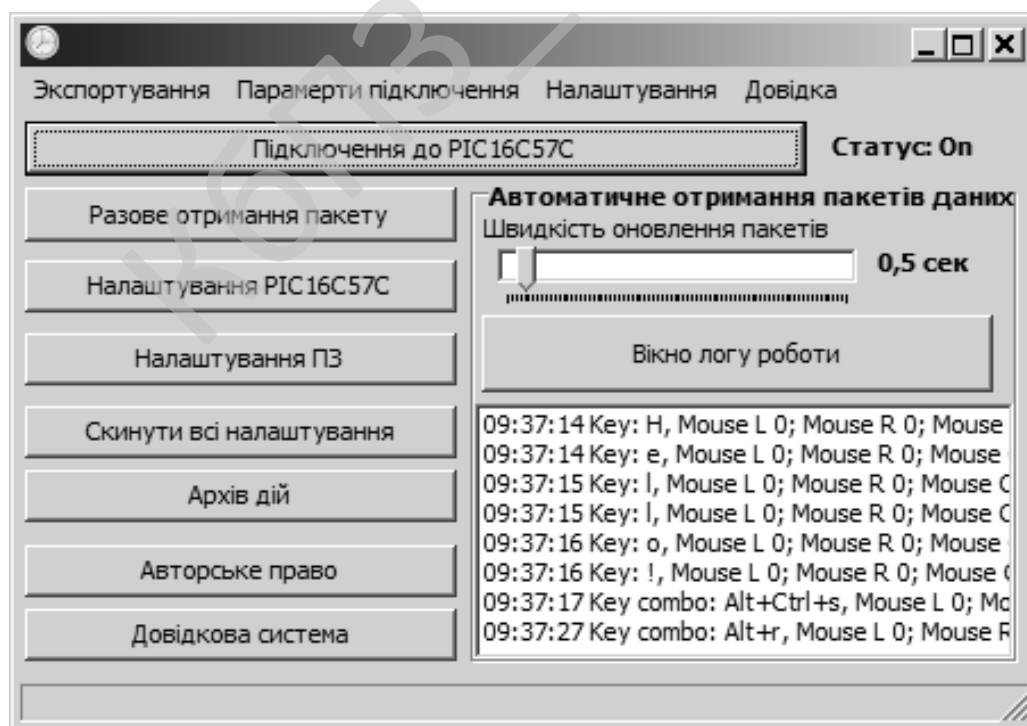 Экспортування Парамерти підключення Налаштування Довідка
Підключення до PIC16C57C
Статус: On
Разове отримання пакету
Налаштування PIC16C57C
Налаштування ПЗ
Скинути всі налаштування
Архів дій
Авторське право
Довідкова система
Автоматичне отримання пакетів даних
Швидкість оновлення пакетів
0,5 сек
Вікно логу роботи
09:37:14 Key: H, Mouse L 0; Mouse R 0; Mouse
09:37:14 Key: e, Mouse L 0; Mouse R 0; Mouse
09:37:15 Key: l, Mouse L 0; Mouse R 0; Mouse C
09:37:15 Key: l, Mouse L 0; Mouse R 0; Mouse C
09:37:16 Key: o, Mouse L 0; Mouse R 0; Mouse
09:37:16 Key: !, Mouse L 0; Mouse R 0; Mouse
09:37:17 Key combo: Alt+Ctrl+s, Mouse L 0; Mo
09:37:27 Key combo: Alt+r, Mouse L 0; Mouse R
КбПЗ_